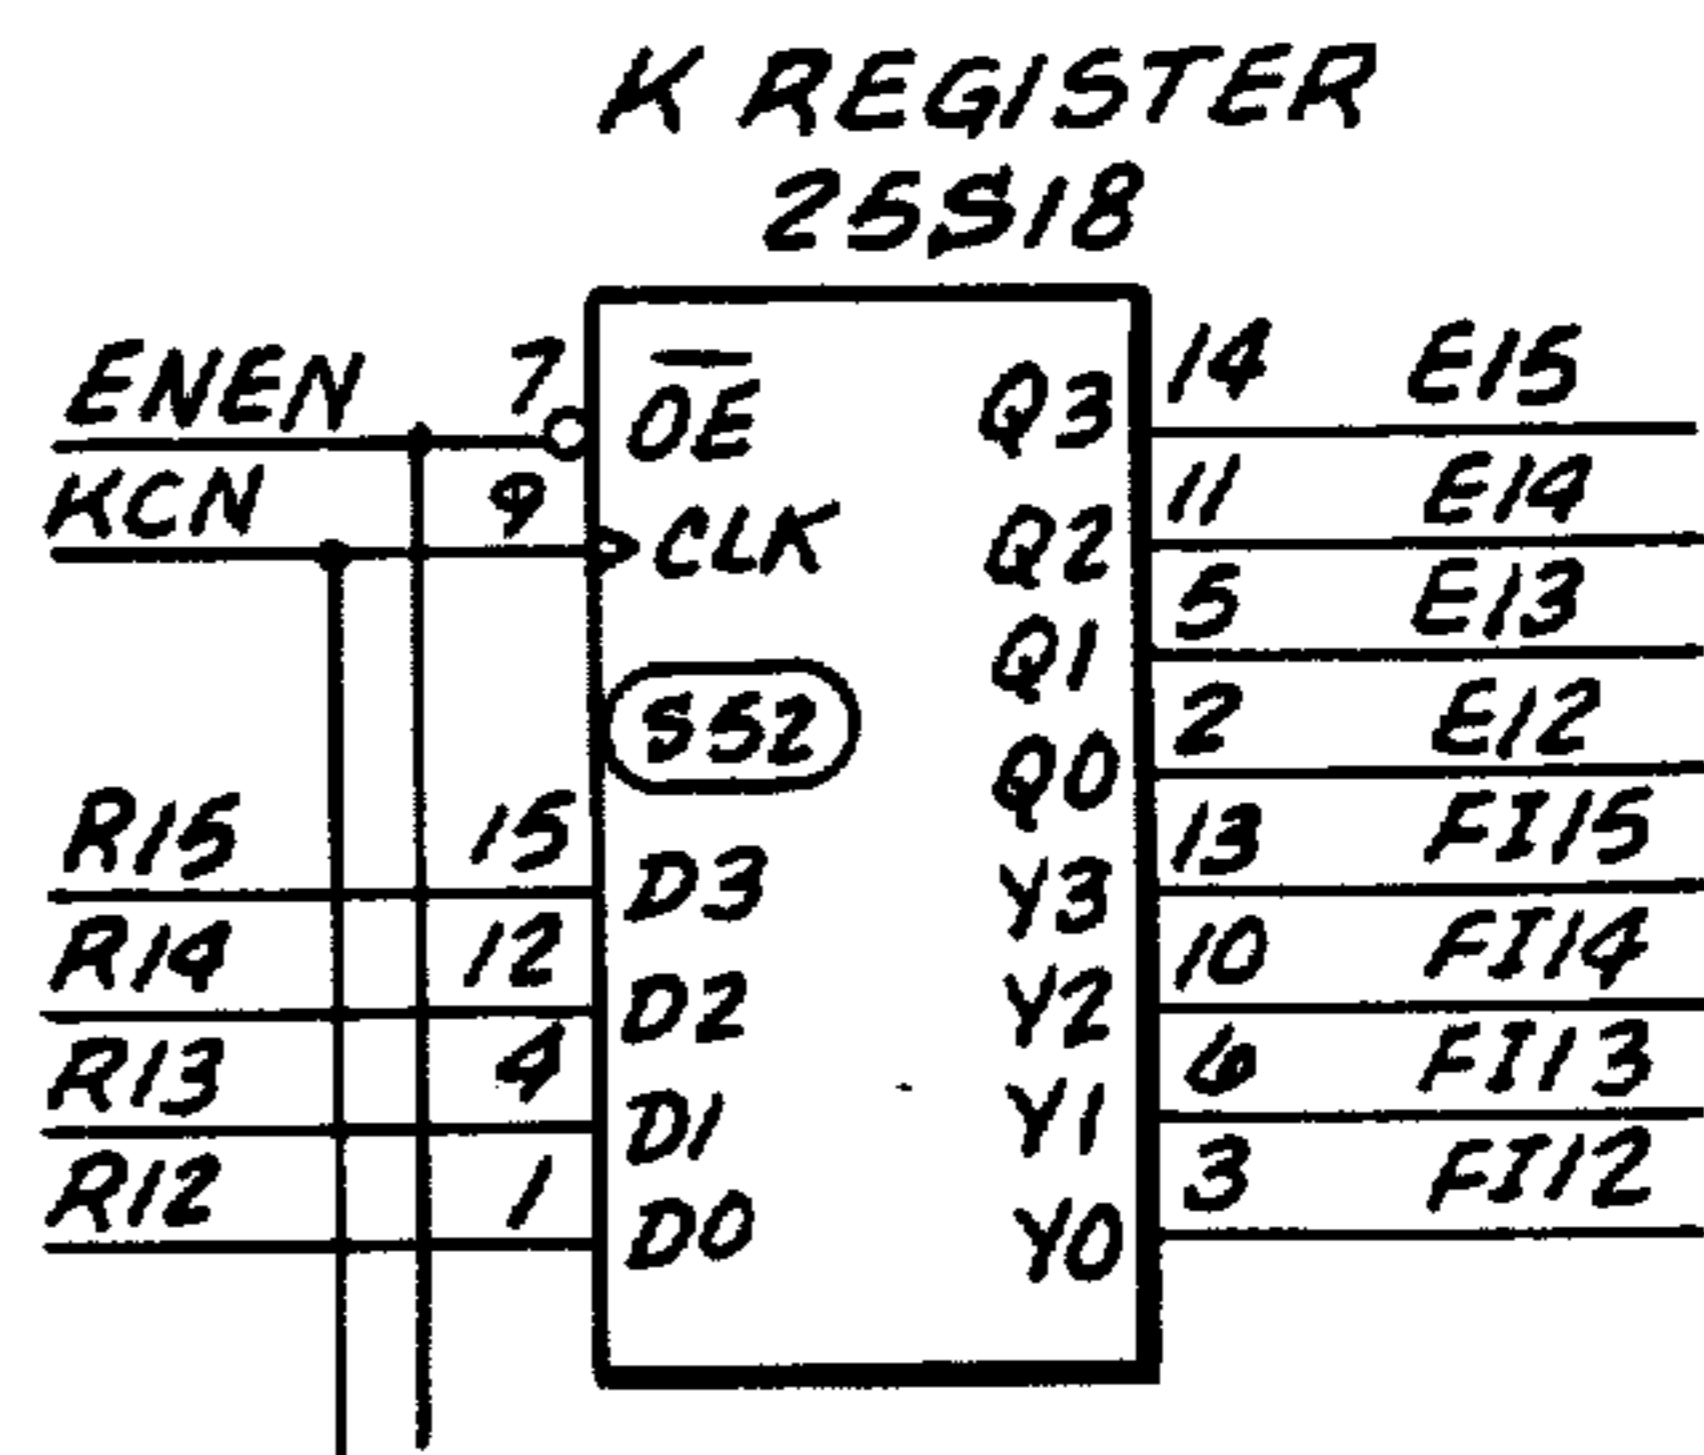 K REGISTER
25S18
ENEN 7 OE Q3 14 E15
KCN 9 CLK Q2 11 E14
Q1 5 E13
S52 Q0 2 E12
R15 15 D3 Y3 13 FI15
R14 12 D2 Y2 10 FI14
R13 4 D1 Y1 6 FI13
R12 1 D0 Y0 3 FI12